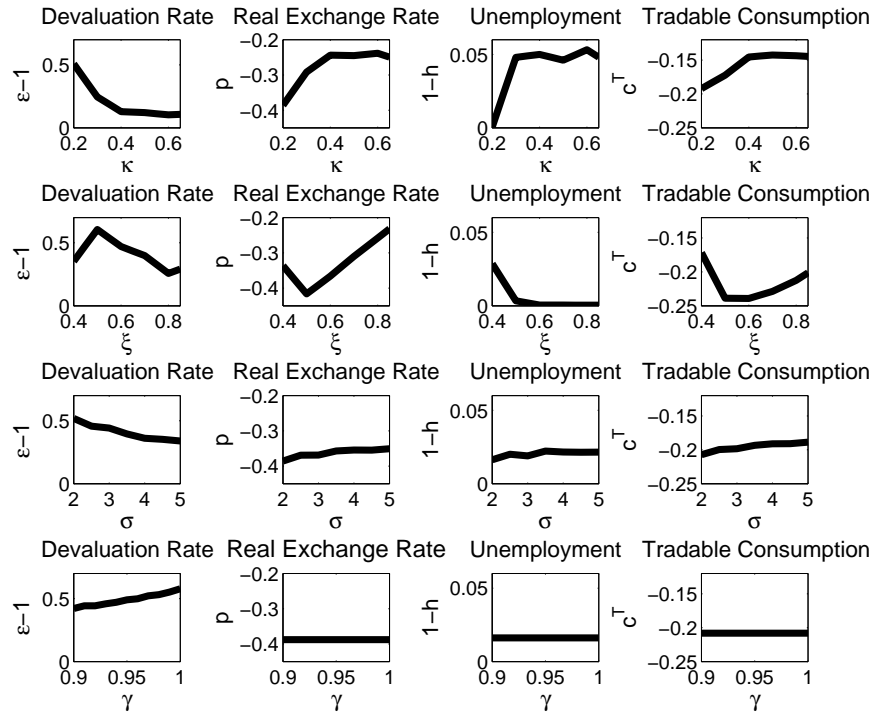 Devaluation Rate Real Exchange Rate Unemployment Tradable Consumption
ε−1 0.5 0 0.2 0.4 0.6 κ
p −0.2 −0.3 −0.4 0.2 0.4 0.6 κ
1−h 0.05 0 0.2 0.4 0.6 κ
c^T −0.15 −0.2 −0.25 0.2 0.4 0.6 κ
Devaluation Rate Real Exchange Rate Unemployment Tradable Consumption
ε−1 0.5 0 0.4 0.6 0.8 ξ
p −0.2 −0.3 −0.4 0.4 0.6 0.8 ξ
1−h 0.05 0 0.4 0.6 0.8 ξ
c^T −0.15 −0.2 −0.25 0.4 0.6 0.8 ξ
Devaluation Rate Real Exchange Rate Unemployment Tradable Consumption
ε−1 0.5 0 2 3 4 5 σ
p −0.2 −0.3 −0.4 2 3 4 5 σ
1−h 0.05 0 2 3 4 5 σ
c^T −0.15 −0.2 −0.25 2 3 4 5 σ
Devaluation Rate Real Exchange Rate Unemployment Tradable Consumption
ε−1 0.5 0 0.9 0.95 1 γ
p −0.2 −0.3 −0.4 0.9 0.95 1 γ
1−h 0.05 0 0.9 0.95 1 γ
c^T −0.15 −0.2 −0.25 0.9 0.95 1 γ